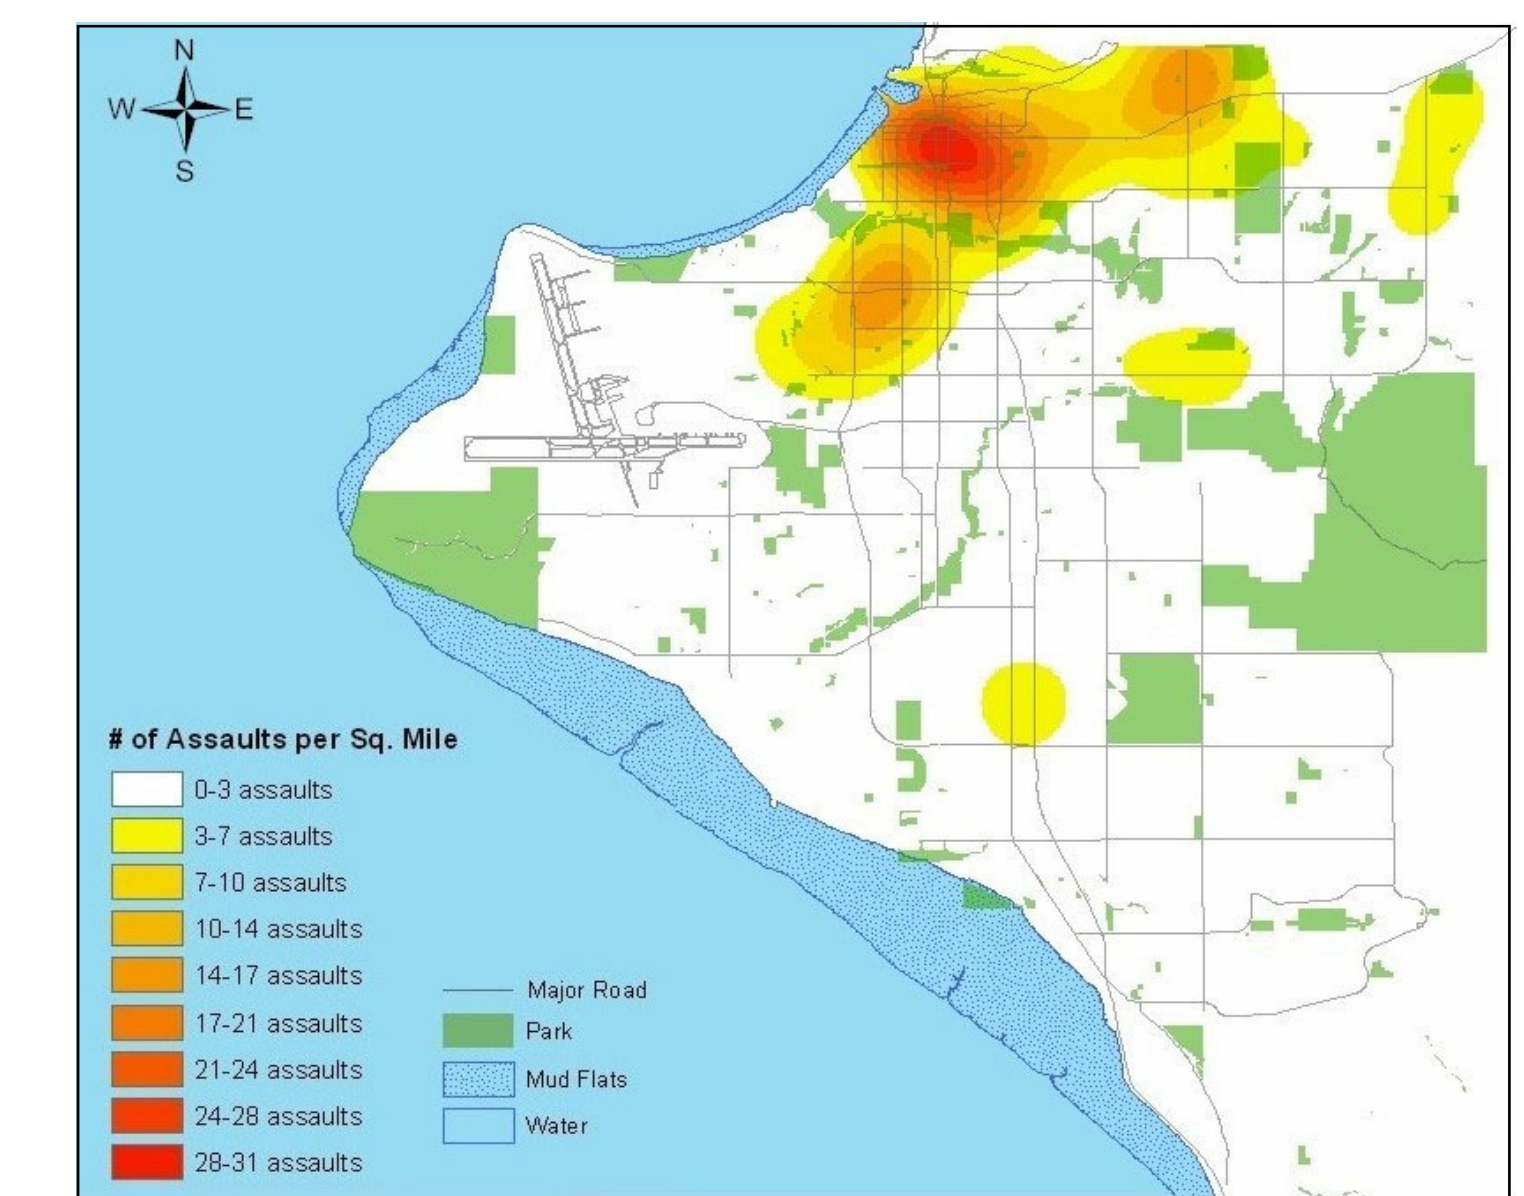 N
W E
S
# of Assaults per Sq. Mile
0-3 assaults
3-7 assaults
7-10 assaults
10-14 assaults
14-17 assaults
17-21 assaults
21-24 assaults
24-28 assaults
28-31 assaults
Major Road
Park
Mud Flats
Water